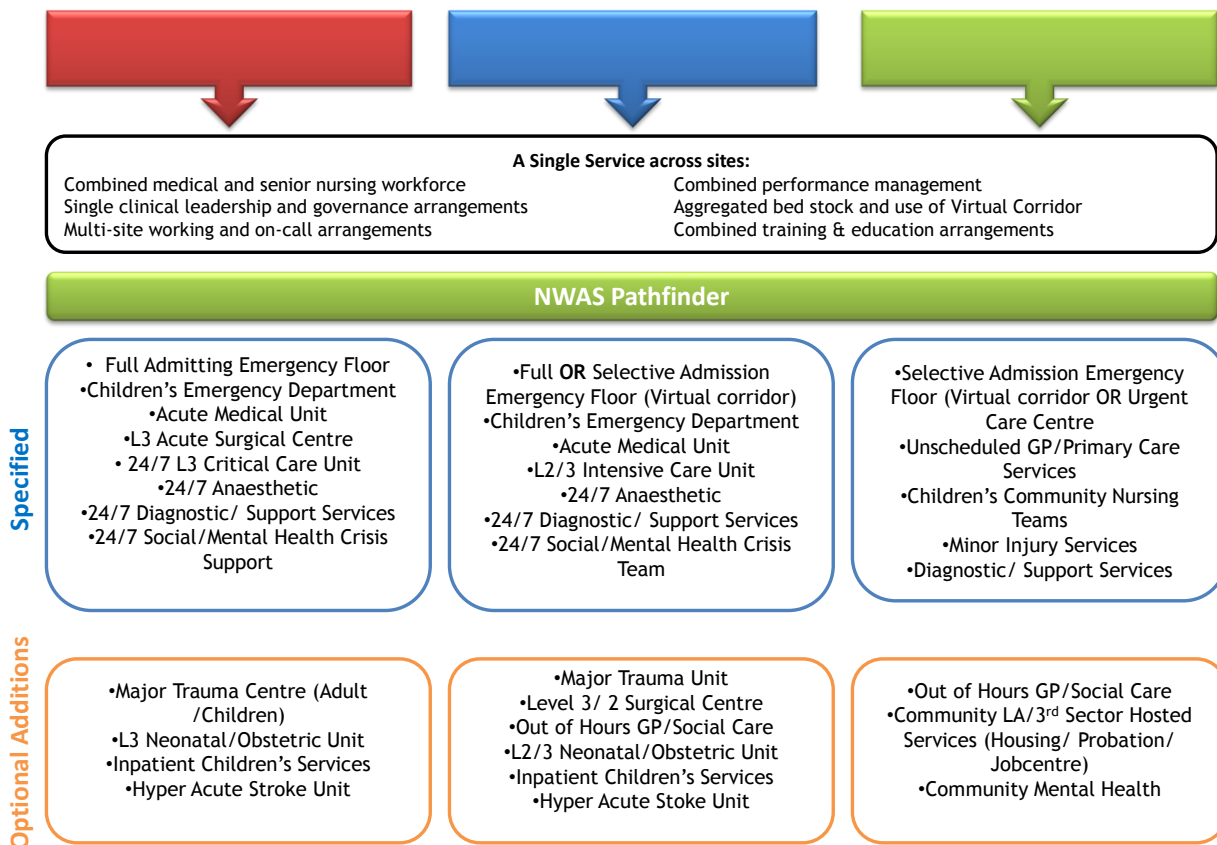 A Single Service across sites:
Combined medical and senior nursing workforce
Single clinical leadership and governance arrangements
Multi-site working and on-call arrangements
Combined performance management
Aggregated bed stock and use of Virtual Corridor
Combined training & education arrangements
NWAS Pathfinder
Specified
• Full Admitting Emergency Floor
•Children’s Emergency Department
•Acute Medical Unit
•L3 Acute Surgical Centre
• 24/7 L3 Critical Care Unit
•24/7 Anaesthetic
•24/7 Diagnostic/ Support Services
•24/7 Social/Mental Health Crisis
Support
•Full OR Selective Admission
Emergency Floor (Virtual corridor)
•Children’s Emergency Department
•Acute Medical Unit
•L2/3 Intensive Care Unit
•24/7 Anaesthetic
•24/7 Diagnostic/ Support Services
•24/7 Social/Mental Health Crisis
Team
•Selective Admission Emergency
Floor (Virtual corridor OR Urgent
Care Centre
•Unscheduled GP/Primary Care
Services
•Children’s Community Nursing
Teams
•Minor Injury Services
•Diagnostic/ Support Services
Optional Additions
•Major Trauma Centre (Adult
/Children)
•L3 Neonatal/Obstetric Unit
•Inpatient Children’s Services
•Hyper Acute Stroke Unit
•Major Trauma Unit
•Level 3/ 2 Surgical Centre
•Out of Hours GP/Social Care
•L2/3 Neonatal/Obstetric Unit
•Inpatient Children’s Services
•Hyper Acute Stoke Unit
•Out of Hours GP/Social Care
•Community LA/3rd Sector Hosted
Services (Housing/ Probation/
Jobcentre)
•Community Mental Health